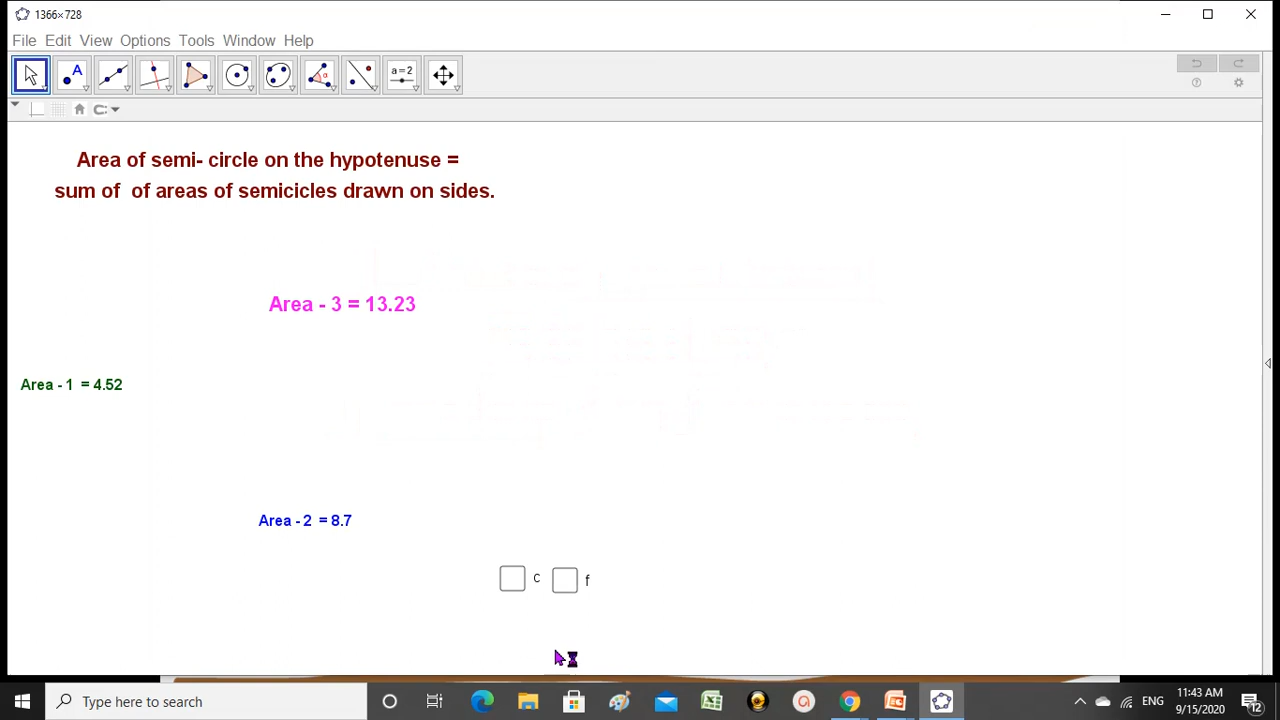 1366×728
File Edit View Options Tools Window Help
A
α
a = 2
Area of semi- circle on the hypotenuse =
sum of of areas of semicicles drawn on sides.
Area - 3 = 13.23
Area - 1 = 4.52
Area - 2 = 8.7
c f
Type here to search
ENG
11:43 AM
9/15/2020
12